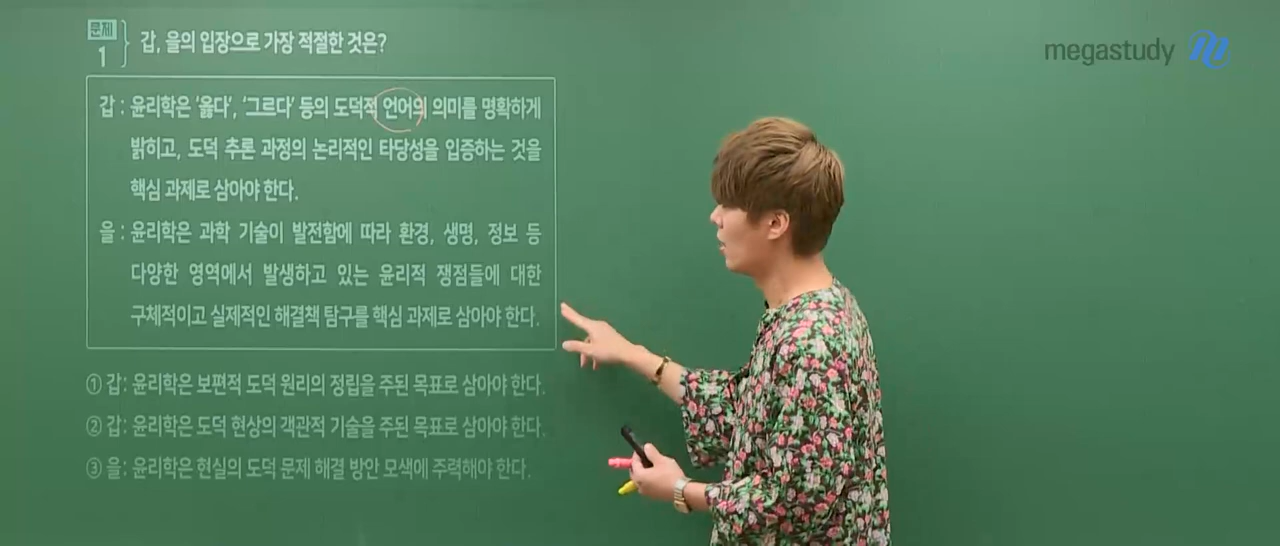 문제
1
갑, 을의 입장으로 가장 적절한 것은?
megastudy
갑 : 윤리학은 '옳다', '그르다' 등의 도덕적 언어의 의미를 명확하게
밝히고, 도덕 추론 과정의 논리적인 타당성을 입증하는 것을
핵심 과제로 삼아야 한다.
을 : 윤리학은 과학 기술이 발전함에 따라 환경, 생명, 정보 등
다양한 영역에서 발생하고 있는 윤리적 쟁점들에 대한
구체적이고 실제적인 해결책 탐구를 핵심 과제로 삼아야 한다.
① 갑: 윤리학은 보편적 도덕 원리의 정립을 주된 목표로 삼아야 한다.
② 갑: 윤리학은 도덕 현상의 객관적 기술을 주된 목표로 삼아야 한다.
③ 을: 윤리학은 현실의 도덕 문제 해결 방안 모색에 주력해야 한다.